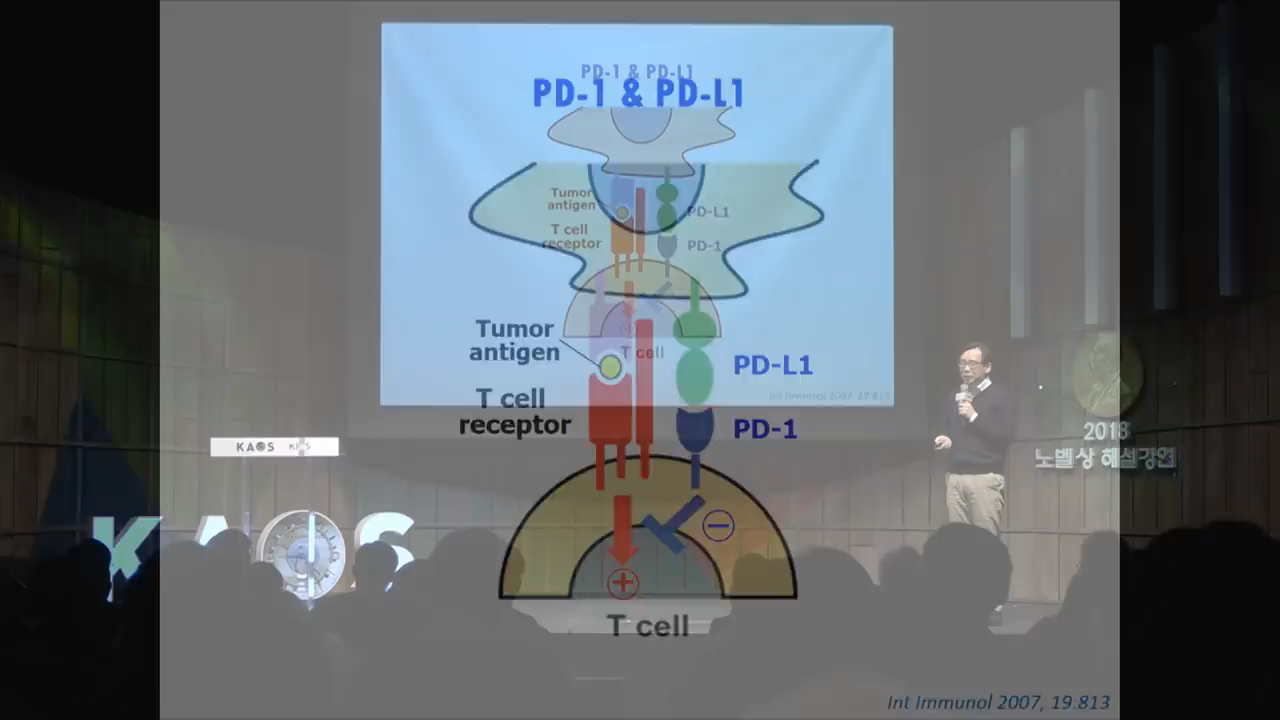 PD-1 & PD-L1
PD-1 & PD-L1
Tumor
antigen
T cell
receptor
PD-L1
PD-1
T cell
Tumor
antigen
T cell
receptor
PD-L1
PD-1
T cell
Int Immunol 2007, 19:813
Int Immunol 2007, 19:813
KAOS
KAOS
KAOS
2018
노벨상 해설강연